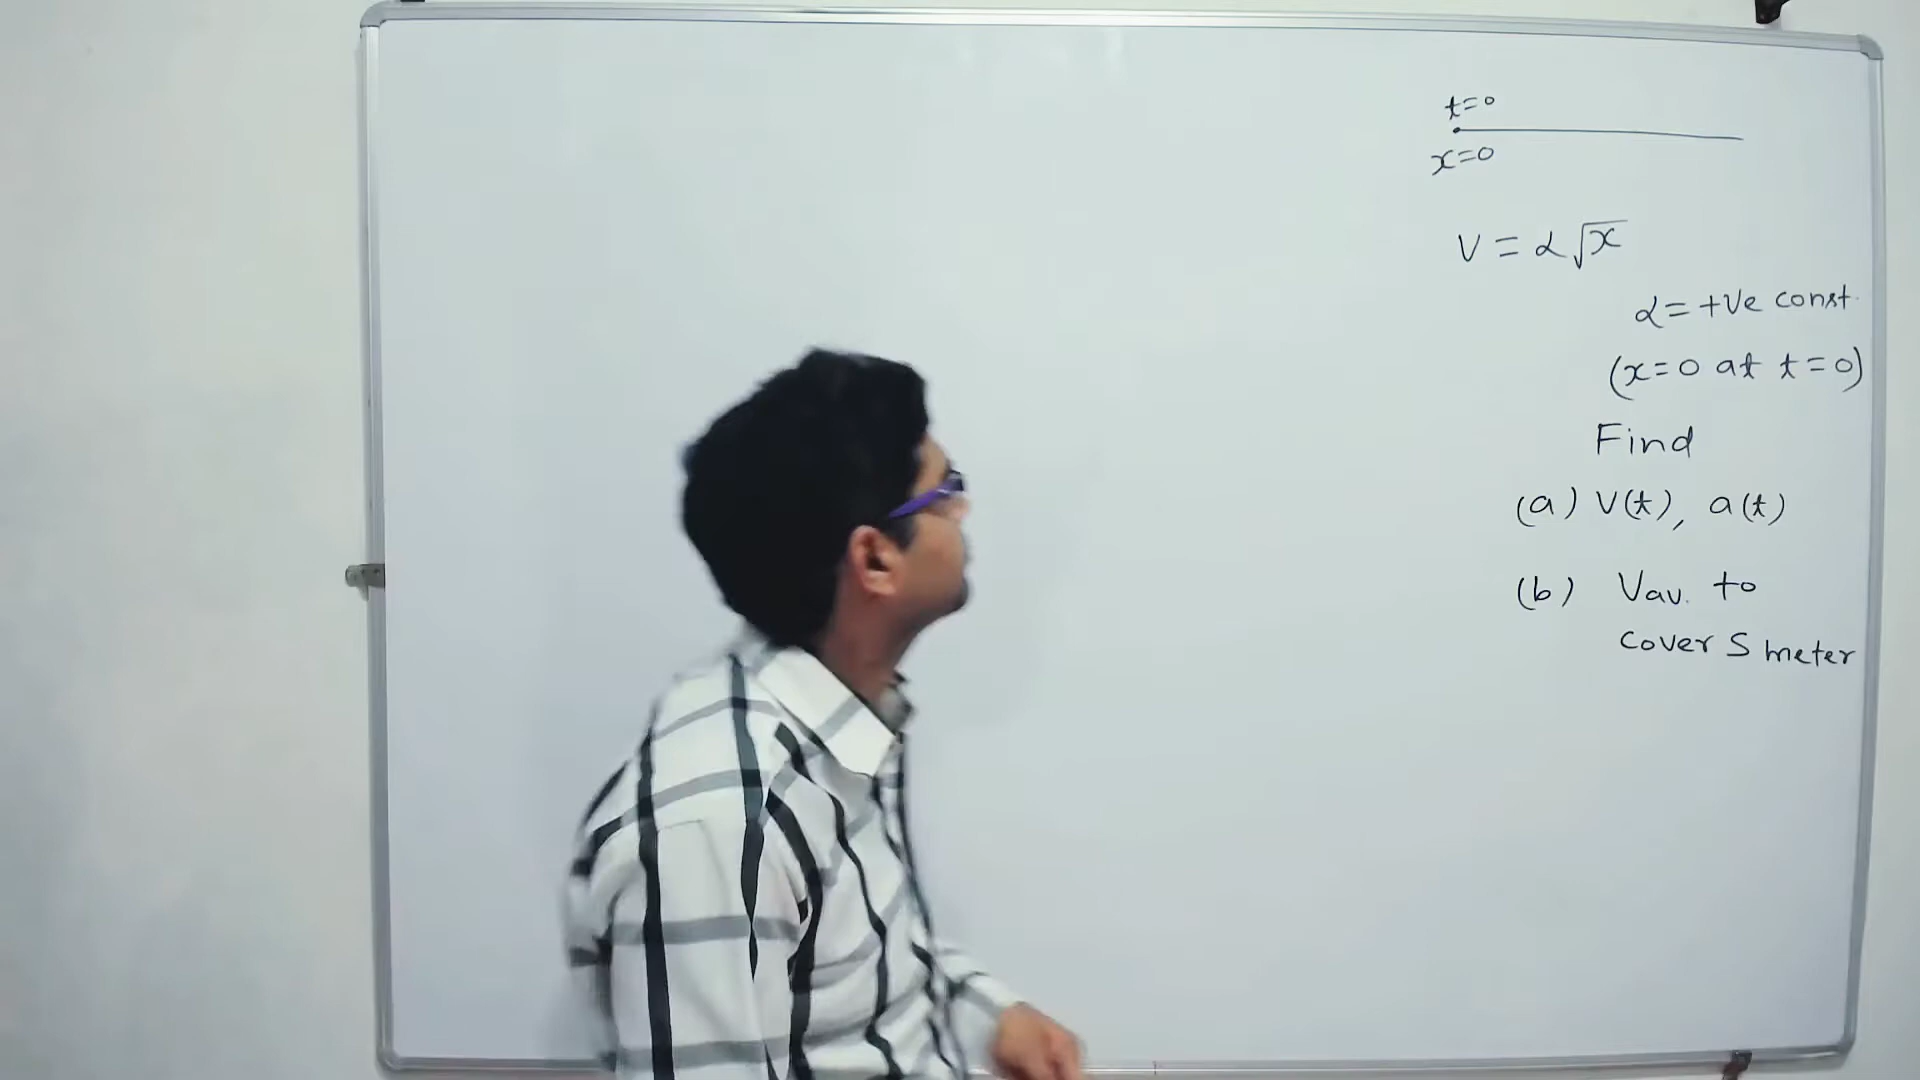 t=0
x=0
V = α√x
α = +ve const.
(x=0 at t=0)
Find
(a) V(t), a(t)
(b) Vav. to
cover S meter